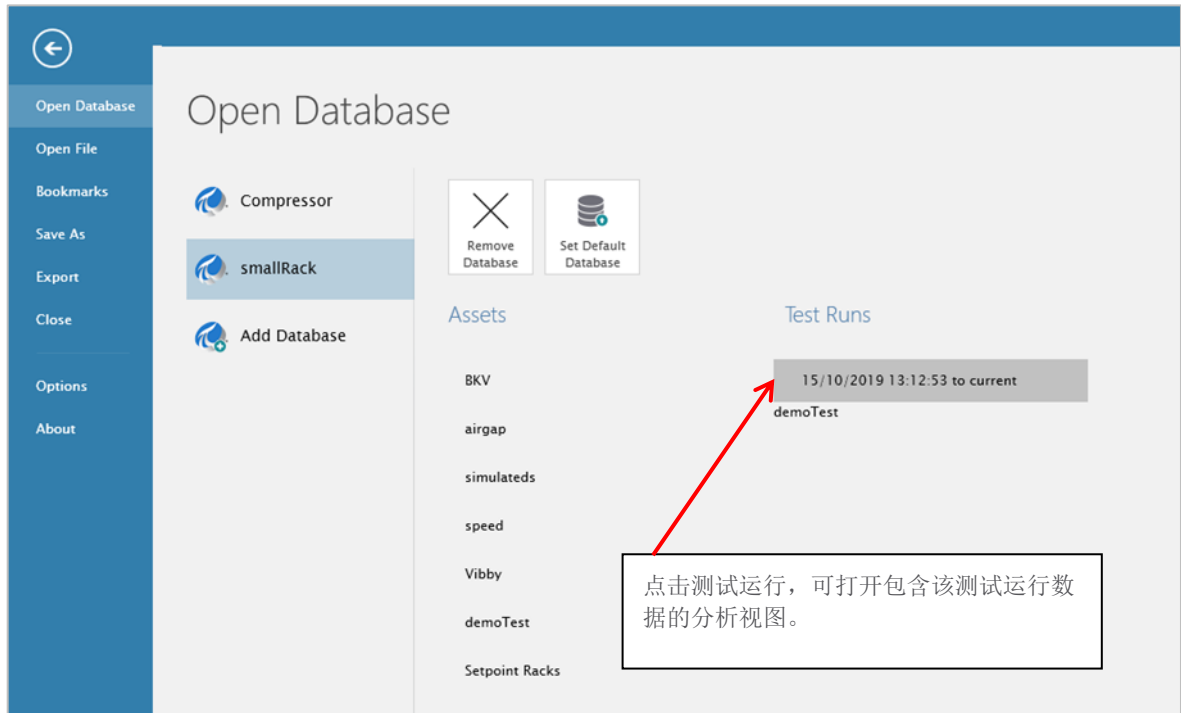 Open Database
Open File
Bookmarks
Save As
Export
Close
Options
About
Open Database
Compressor
smallRack
Add Database
Remove
Database
Set Default
Database
Assets
BKV
airgap
simulateds
speed
Vibby
demoTest
Setpoint Racks
Test Runs
15/10/2019 13:12:53 to current
demoTest
点击测试运行，可打开包含该测试运行数
据的分析视图。